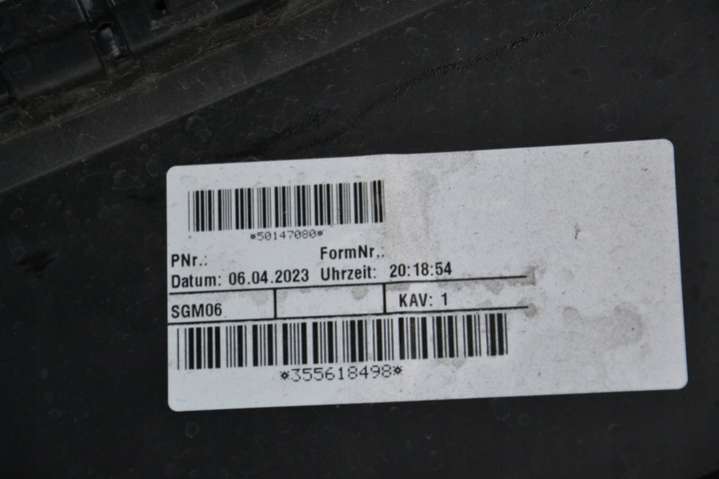 *50147080*
PNr.: FormNr.:
Datum: 06.04.2023 Uhrzeit: 20:18:54
SGM06 KAV: 1
*355618498*